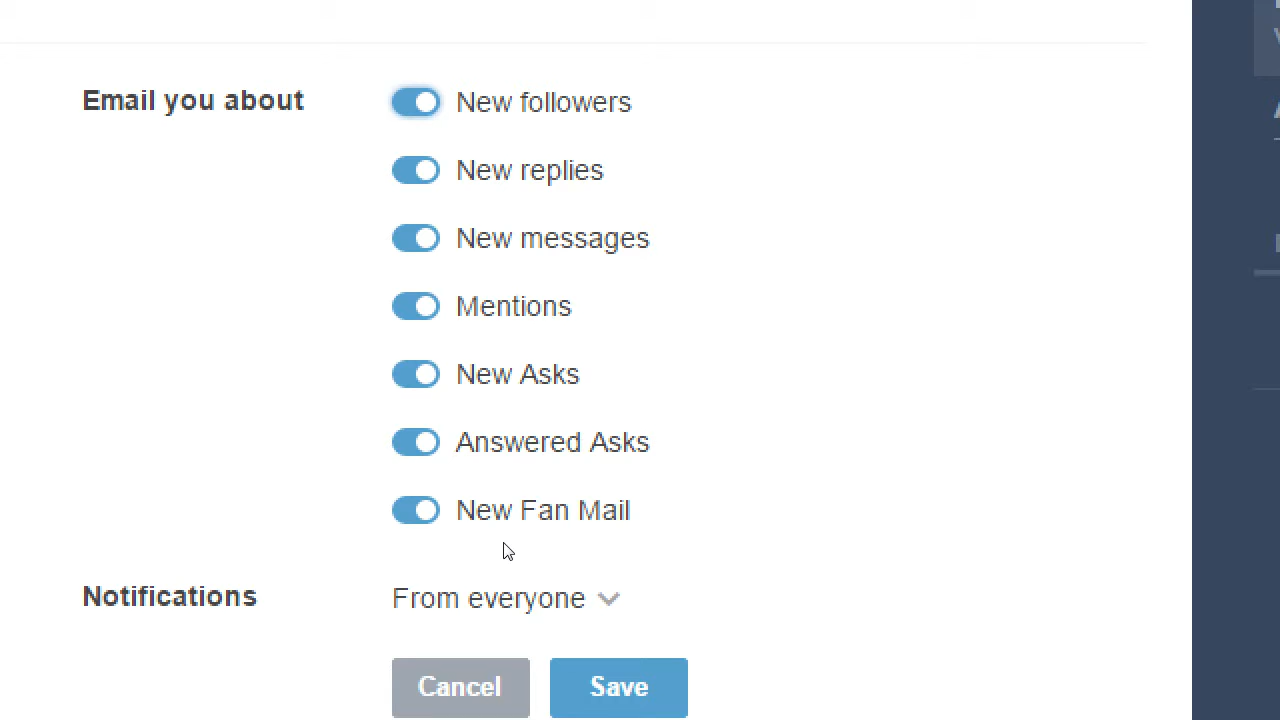 Email you about
New followers
New replies
New messages
Mentions
New Asks
Answered Asks
New Fan Mail
Notifications
From everyone
Cancel
Save